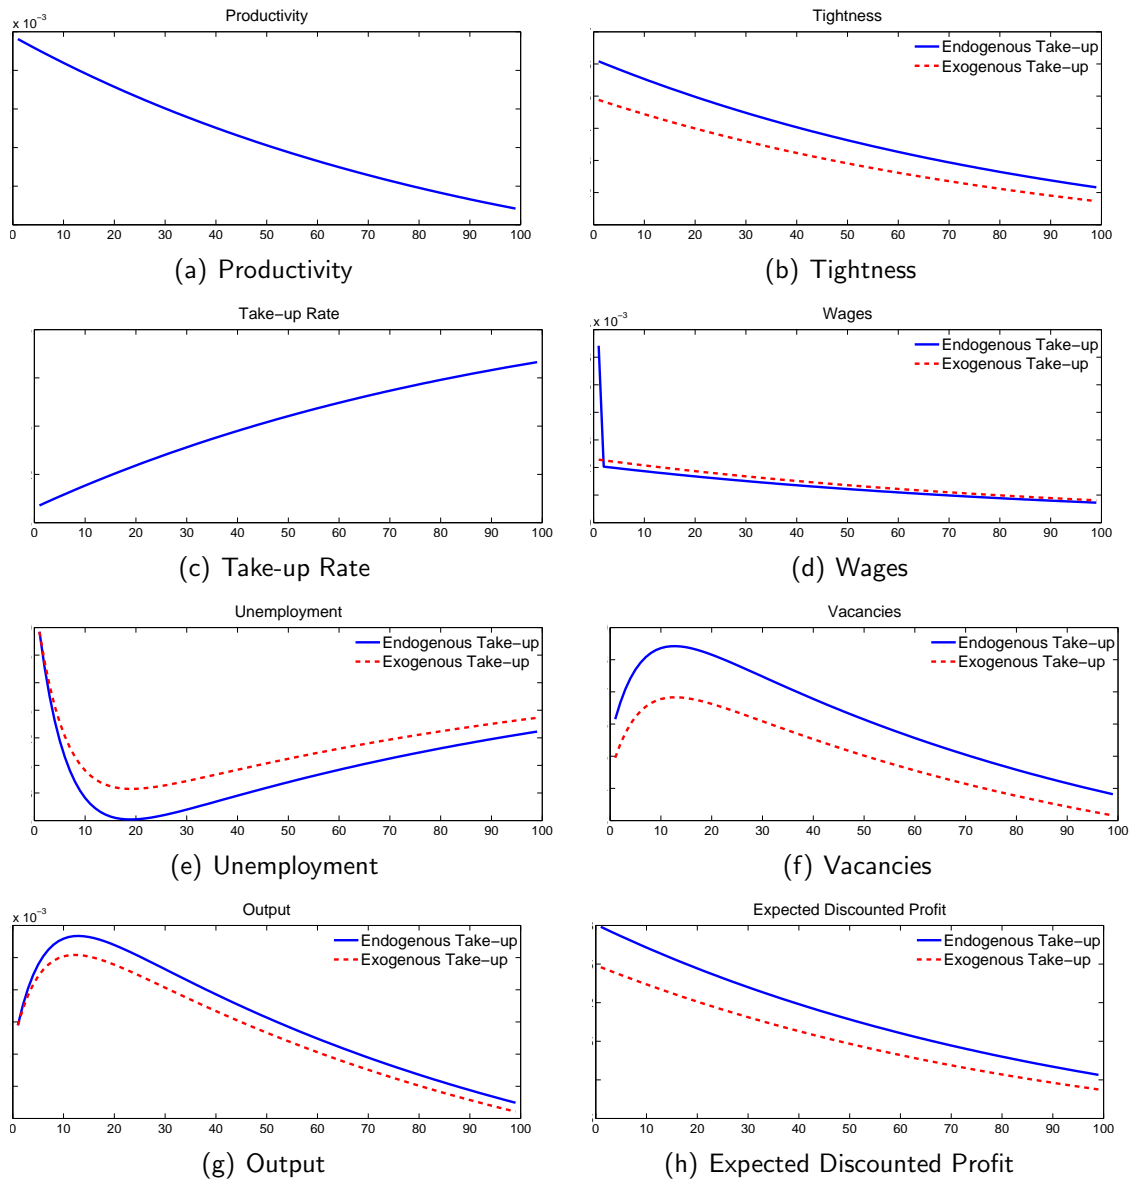 Productivity
x 10⁻³
0 10 20 30 40 50 60 70 80 90 100
(a) Productivity
Tightness
Endogenous Take-up
Exogenous Take-up
0 10 20 30 40 50 60 70 80 90 100
(b) Tightness
Take-up Rate
0 10 20 30 40 50 60 70 80 90 100
(c) Take-up Rate
Wages
x 10⁻³
Endogenous Take-up
Exogenous Take-up
0 10 20 30 40 50 60 70 80 90 100
(d) Wages
Unemployment
Endogenous Take-up
Exogenous Take-up
0 10 20 30 40 50 60 70 80 90 100
(e) Unemployment
Vacancies
Endogenous Take-up
Exogenous Take-up
0 10 20 30 40 50 60 70 80 90 100
(f) Vacancies
Output
x 10⁻³
Endogenous Take-up
Exogenous Take-up
0 10 20 30 40 50 60 70 80 90 100
(g) Output
Expected Discounted Profit
Endogenous Take-up
Exogenous Take-up
0 10 20 30 40 50 60 70 80 90 100
(h) Expected Discounted Profit